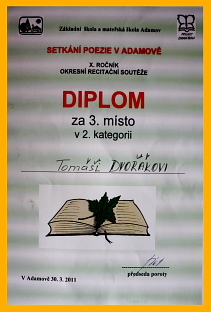 Základní škola a mateřská škola Adamov
SETKÁNÍ POEZIE V ADAMOVĚ
X. ROČNÍK
OKRESNÍ RECITAČNÍ SOUTĚŽE
DIPLOM
za 3. místo
v 2. kategorii
Tomáši DVOŘÁKOVI
V Adamově 30. 3. 2011
předseda poroty